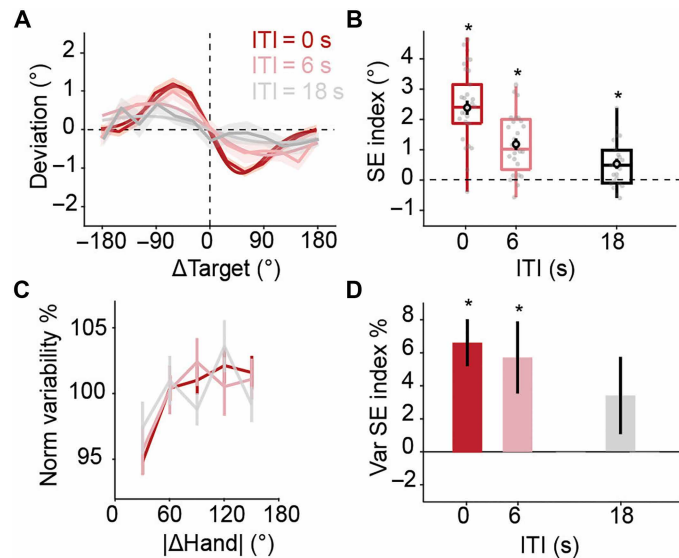 A
ITI = 0 s
ITI = 6 s
ITI = 18 s
Deviation (°)
2
1
0
−1
−2
−180
−90
0
90
180
ΔTarget (°)
B
SE index (°)
4
3
2
1
0
−1
*
*
*
0
6
18
ITI (s)
C
Norm variability %
105
100
95
0
60
120
180
|ΔHand| (°)
D
Var SE index %
8
6
4
2
0
−2
*
*
0
6
18
ITI (s)